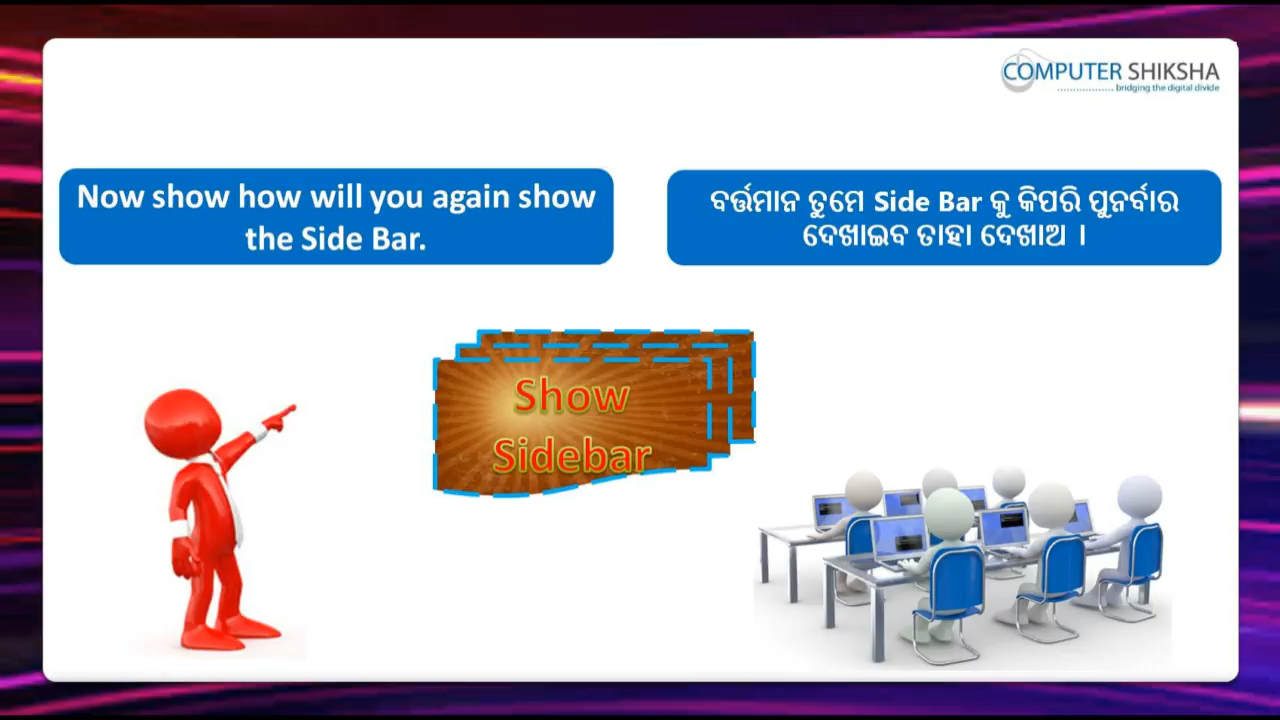 COMPUTER SHIKSHA
bridging the digital divide
Now show how will you again show
the Side Bar.
ବର୍ତ୍ତମାନ ତୁମେ Side Bar କୁ କିପରି ପୁନର୍ବାର
ଦେଖାଇବ ତାହା ଦେଖାଅ ।
Show
Sidebar